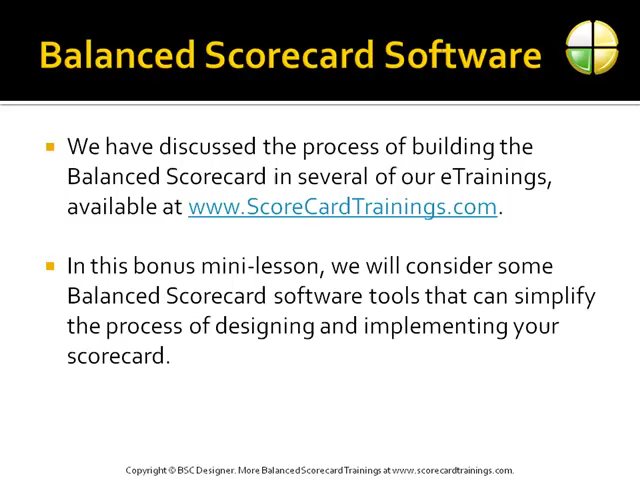 Balanced Scorecard Software
We have discussed the process of building the
Balanced Scorecard in several of our eTrainings,
available at www.ScoreCardTrainings.com.
In this bonus mini-lesson, we will consider some
Balanced Scorecard software tools that can simplify
the process of designing and implementing your
scorecard.
Copyright © BSC Designer. More Balanced Scorecard Trainings at www.scorecardtrainings.com.